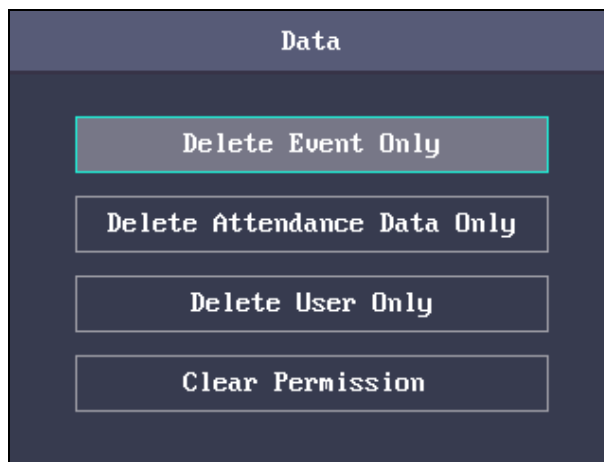 Data
Delete Event Only
Delete Attendance Data Only
Delete User Only
Clear Permission